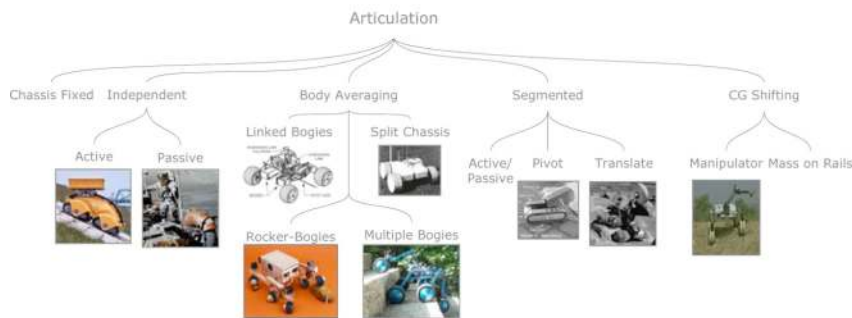 Articulation
Chassis Fixed
Independent
Body Averaging
Segmented
CG Shifting
Active
Passive
Linked Bogies
Split Chassis
Active/
Passive
Pivot
Translate
Manipulator
Mass on Rails
Rocker-Bogies
Multiple Bogies